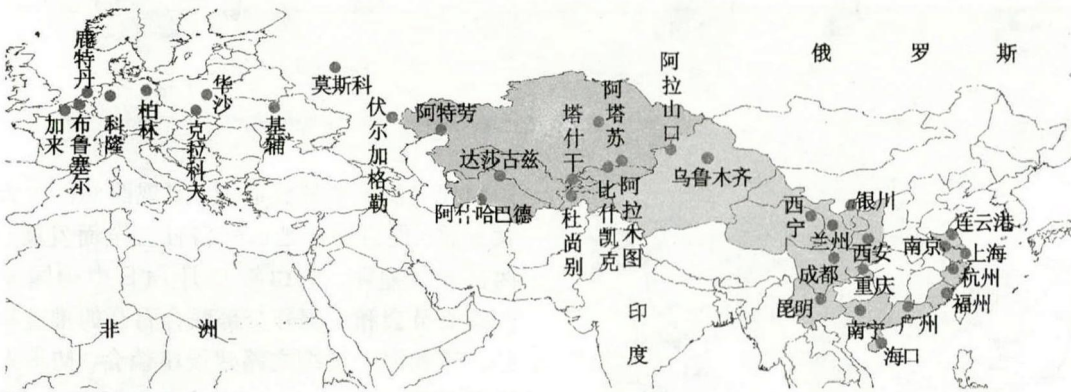 鹿特丹
加来
布鲁塞尔
科隆
柏林
克拉科夫
华沙
基辅
莫斯科
伏尔加格勒
阿特劳
达莎古兹
阿什哈巴德
塔什干
杜尚别
阿塔苏
比什凯克
阿拉木图
阿拉山口
乌鲁木齐
俄罗斯
西宁
兰州
银川
西安
成都
重庆
昆明
南宁
广州
海口
南京
连云港
上海
杭州
福州
印度
非洲